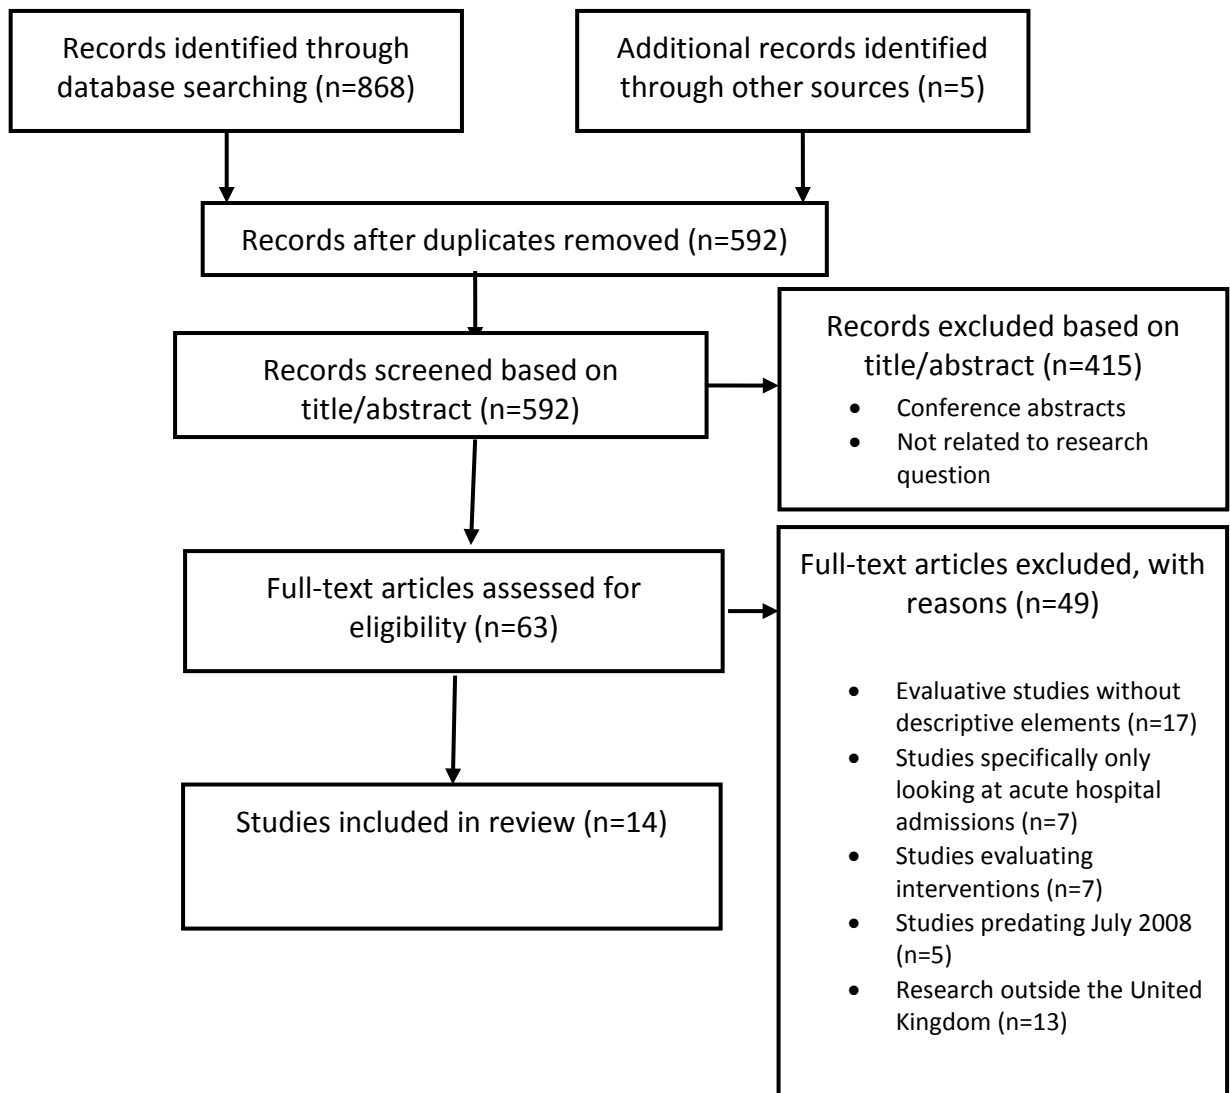 Records identified through
database searching (n=868)
Additional records identified
through other sources (n=5)
Records after duplicates removed (n=592)
Records screened based on
title/abstract (n=592)
Records excluded based on
title/abstract (n=415)
• Conference abstracts
• Not related to research
question
Full-text articles assessed for
eligibility (n=63)
Full-text articles excluded, with
reasons (n=49)
• Evaluative studies without
descriptive elements (n=17)
• Studies specifically only
looking at acute hospital
admissions (n=7)
• Studies evaluating
interventions (n=7)
• Studies predating July 2008
(n=5)
• Research outside the United
Kingdom (n=13)
Studies included in review (n=14)